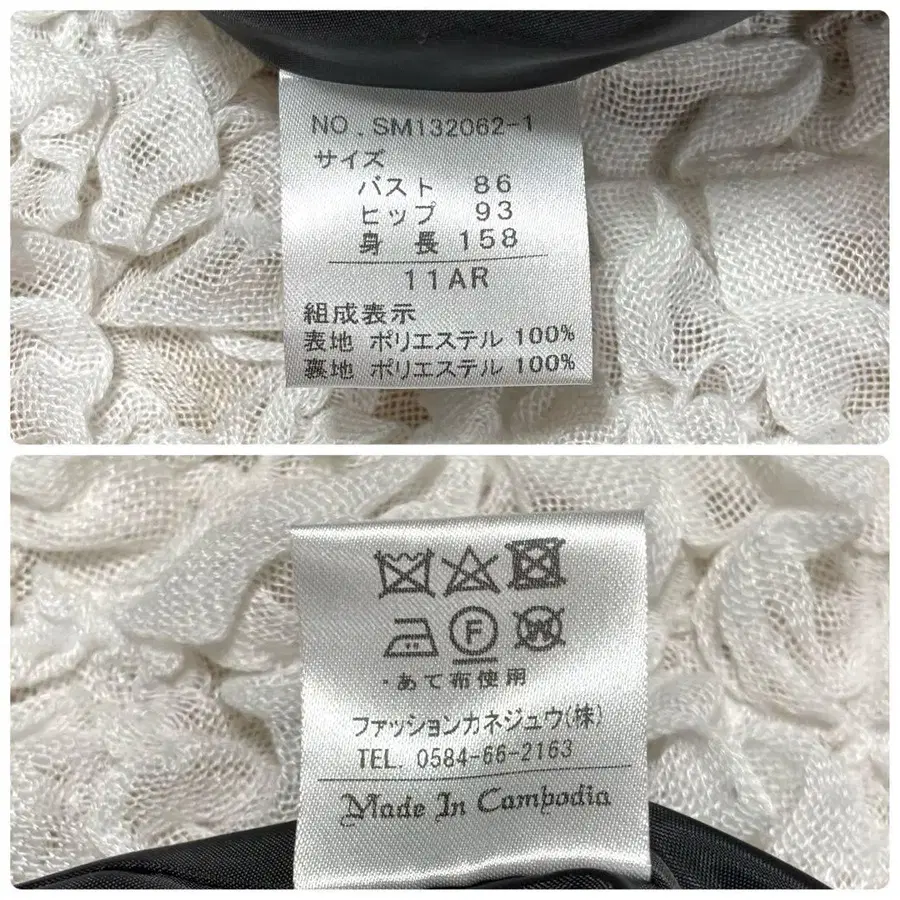 NO.SM132062-1
サイズ
バスト 86
ヒップ 93
身長 158
11AR
組成表示
表地 ポリエステル 100%
裏地 ポリエステル 100%
F
W
・あて布使用
ファッションカネジュウ(株)
TEL. 0584-66-2163
Made In Cambodia